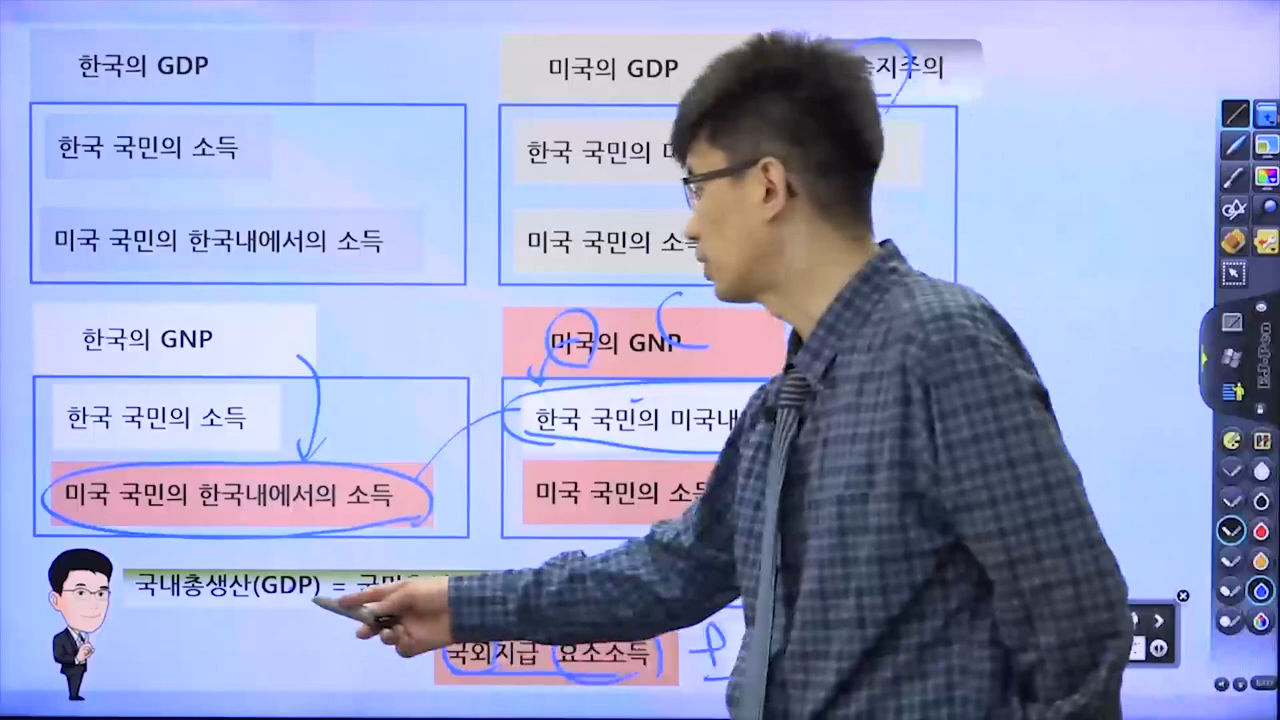 한국의 GDP
미국의 GDP
속지주의
한국 국민의 소득
한국 국민의
미국 국민의 한국내에서의 소득
미국 국민의 소득
한국의 GNP
미국의 GNP
한국 국민의 소득
한국 국민의 미국내
미국 국민의 한국내에서의 소득
미국 국민의 소득
국내총생산(GDP) =
국외지급 요소소득